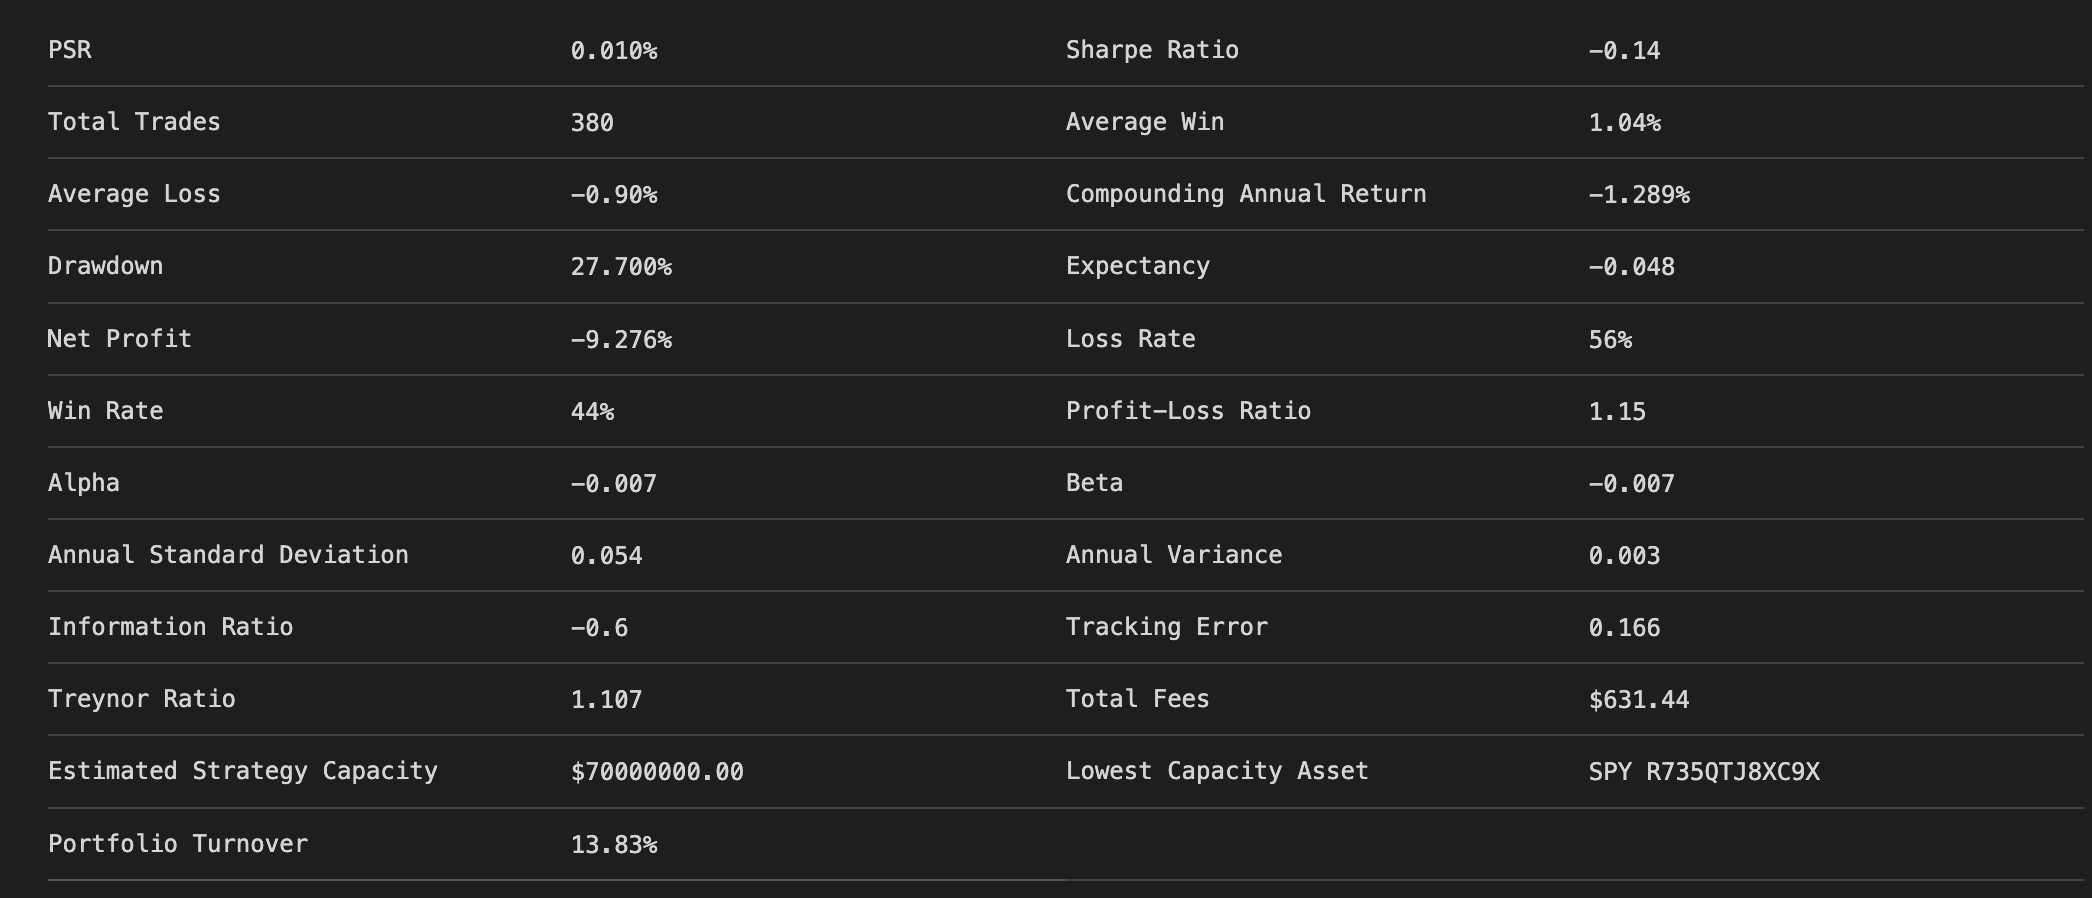 PSR 0.010% Sharpe Ratio -0.14
Total Trades 380 Average Win 1.04%
Average Loss -0.90% Compounding Annual Return -1.289%
Drawdown 27.700% Expectancy -0.048
Net Profit -9.276% Loss Rate 56%
Win Rate 44% Profit-Loss Ratio 1.15
Alpha -0.007 Beta -0.007
Annual Standard Deviation 0.054 Annual Variance 0.003
Information Ratio -0.6 Tracking Error 0.166
Treynor Ratio 1.107 Total Fees $631.44
Estimated Strategy Capacity $70000000.00 Lowest Capacity Asset SPY R735QTJ8XC9X
Portfolio Turnover 13.83%